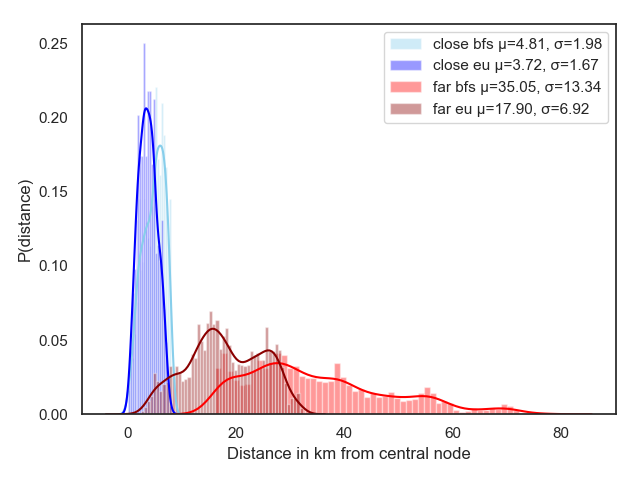 0.25
0.20
0.15
0.10
0.05
0.00
P(distance)
close bfs μ=4.81, σ=1.98
close eu μ=3.72, σ=1.67
far bfs μ=35.05, σ=13.34
far eu μ=17.90, σ=6.92
0 20 40 60 80
Distance in km from central node